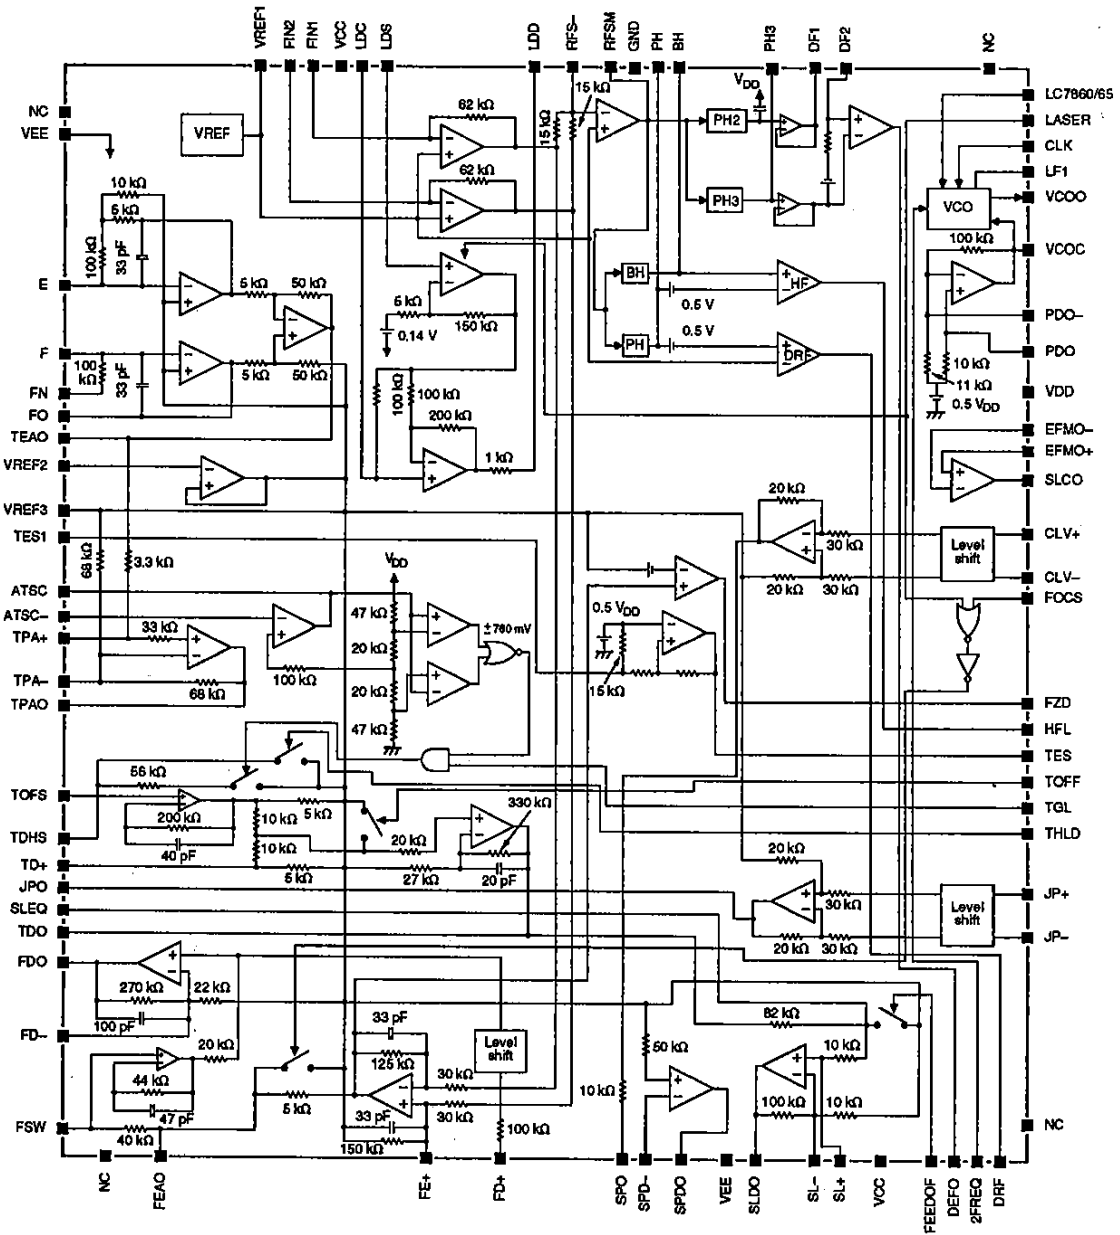 VREF1
FIN2
FIN1
VCC
LDC
LDS
LDD
RFS–
RFSM
GND
PH
BH
PH3
DF1
DF2
NC
NC
VEE
E
F
FN
FO
TEAO
VREF2
VREF3
TES1
ATSC
ATSC–
TPA+
TPA–
TPAO
TOFS
TDHS
TD+
JPO
SLEQ
TDO
FDO
FD–
FSW
LC7860/65
LASER
CLK
LF1
VCOO
VCOC
PDO–
PDO
VDD
EFMO–
EFMO+
SLCO
CLV+
CLV–
FOCS
FZD
HFL
TES
TOFF
TGL
THLD
JP+
JP–
NC
NC
FEAO
FE+
FD+
SPO
SPD–
SPDO
VEE
SLDO
SL–
SL+
VCC
FEEDOF
DEFO
2FREQ
DRF
VREF
62 kΩ
62 kΩ
15 kΩ
15 kΩ
VDD
PH2
PH3
VCO
100 kΩ
10 kΩ
5 kΩ
100 kΩ
33 pF
5 kΩ
50 kΩ
5 kΩ
50 kΩ
100 kΩ
33 pF
5 kΩ
0.14 V
150 kΩ
BH
0.5 V
HF
PH
0.5 V
DRF
10 kΩ
11 kΩ
0.5 VDD
100 kΩ
100 kΩ
200 kΩ
1 kΩ
68 kΩ
3.3 kΩ
33 kΩ
68 kΩ
100 kΩ
VDD
47 kΩ
20 kΩ
20 kΩ
47 kΩ
±760 mV
0.5 VDD
15 kΩ
20 kΩ
30 kΩ
20 kΩ
30 kΩ
Level shift
56 kΩ
200 kΩ
40 pF
5 kΩ
10 kΩ
10 kΩ
5 kΩ
20 kΩ
330 kΩ
27 kΩ
20 pF
20 kΩ
30 kΩ
20 kΩ
30 kΩ
Level shift
270 kΩ
22 kΩ
100 pF
20 kΩ
44 kΩ
47 pF
40 kΩ
5 kΩ
33 pF
125 kΩ
33 pF
150 kΩ
30 kΩ
30 kΩ
Level shift
100 kΩ
10 kΩ
50 kΩ
82 kΩ
10 kΩ
100 kΩ
10 kΩ